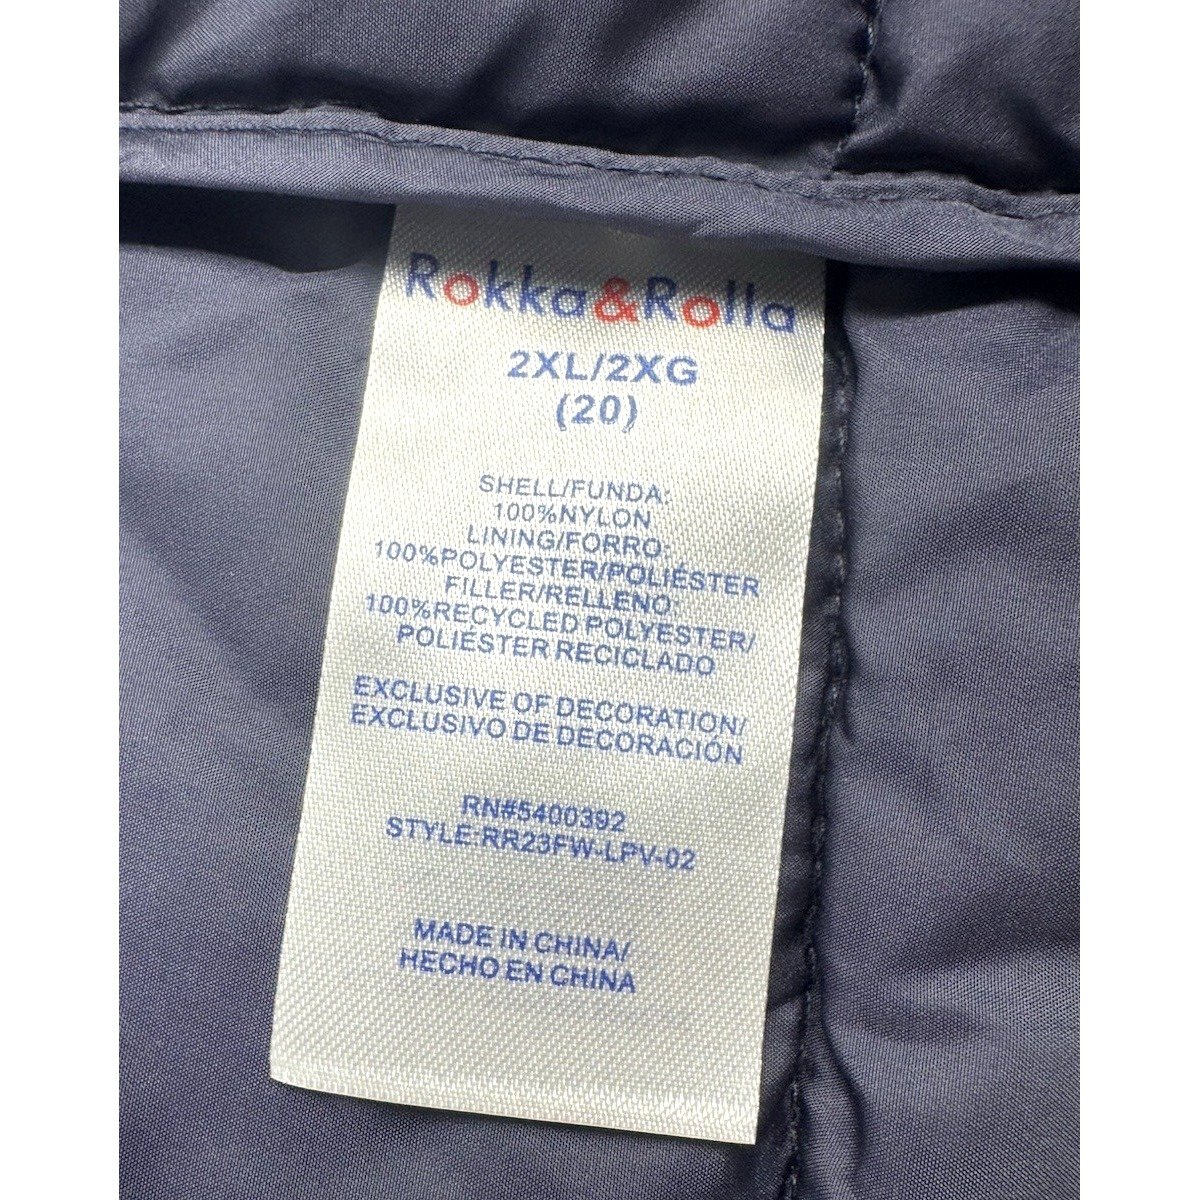 Rokka&Rolla
2XL/2XG
(20)
SHELL/FUNDA:
100%NYLON
LINING/FORRO:
100%POLYESTER/POLIÉSTER
FILLER/RELLENO:
100%RECYCLED POLYESTER/
POLIÉSTER RECICLADO
EXCLUSIVE OF DECORATION/
EXCLUSIVO DE DECORACIÓN
RN#5400392
STYLE:RR23FW-LPV-02
MADE IN CHINA/
HECHO EN CHINA